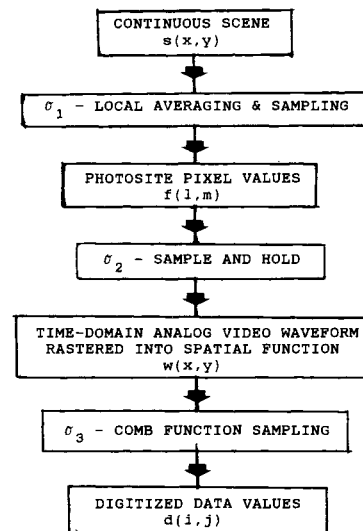 CONTINUOUS SCENE
s(x,y)
σ1 - LOCAL AVERAGING & SAMPLING
PHOTOSITE PIXEL VALUES
f(l,m)
σ2 - SAMPLE AND HOLD
TIME-DOMAIN ANALOG VIDEO WAVEFORM
RASTERED INTO SPATIAL FUNCTION
w(x,y)
σ3 - COMB FUNCTION SAMPLING
DIGITIZED DATA VALUES
d(i,j)